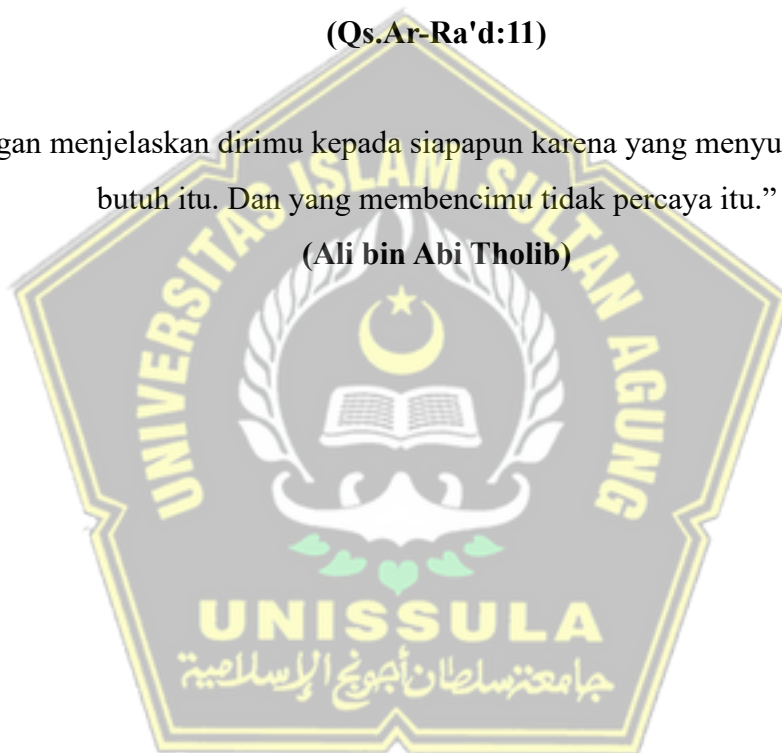 (Qs.Ar-Ra'd:11)
gan menjelaskan dirimu kepada siapapun karena yang menyu
butuh itu. Dan yang membencimu tidak percaya itu.”
(Ali bin Abi Tholib)
UNIVERSITAS ISLAM SULTAN AGUNG
UNISSULA
جامعة سلطان أجونج الإسلامية